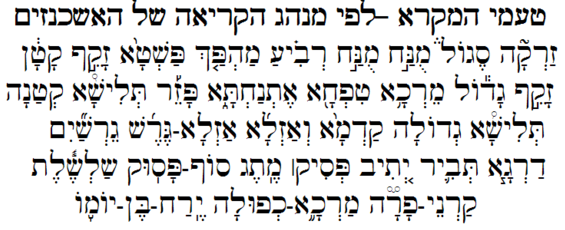 טעמי המקרא –לפי מנהג הקריאה של האשכנזים
זַרְקָה֮ סֶגוֹל֒ מֻנַּ֣ח מֻנַּ֣ח רְבִ֗יעַ מַהְפַּ֤ךְ פַּשְׁטָא֙ זָקֵ֣ף קָטָ֔ן
זָקֵ֣ף גָד֕וֹל מֵרְכָ֥א טִפְחָ֖א אֶתְנַחְתָּ֑א פָּזֵ֡ר תְּלִישָׁא֩ קְטַנָה
תְּלִישָׁ֠א גְדוֹלָה קַדְמָא֨ וְאַזְלָ֜א אַזְלָא-גֵּ֜רֵשׁ גֵרְשַׁ֞יִם
דַרְגָּ֧א תְּבִ֛יר יְ֚תִיב פְּסִיק׀ מֶתֶג סוֹף-פָּסֽוּק שַׁלְשֶׁ֓לֶת
קַרְנֵי-פָרָ֟ה מֵרְכָ֦א-כְּפוּלָה יֵרֵחַ-בֶּן-יוֹמ֪וֹ